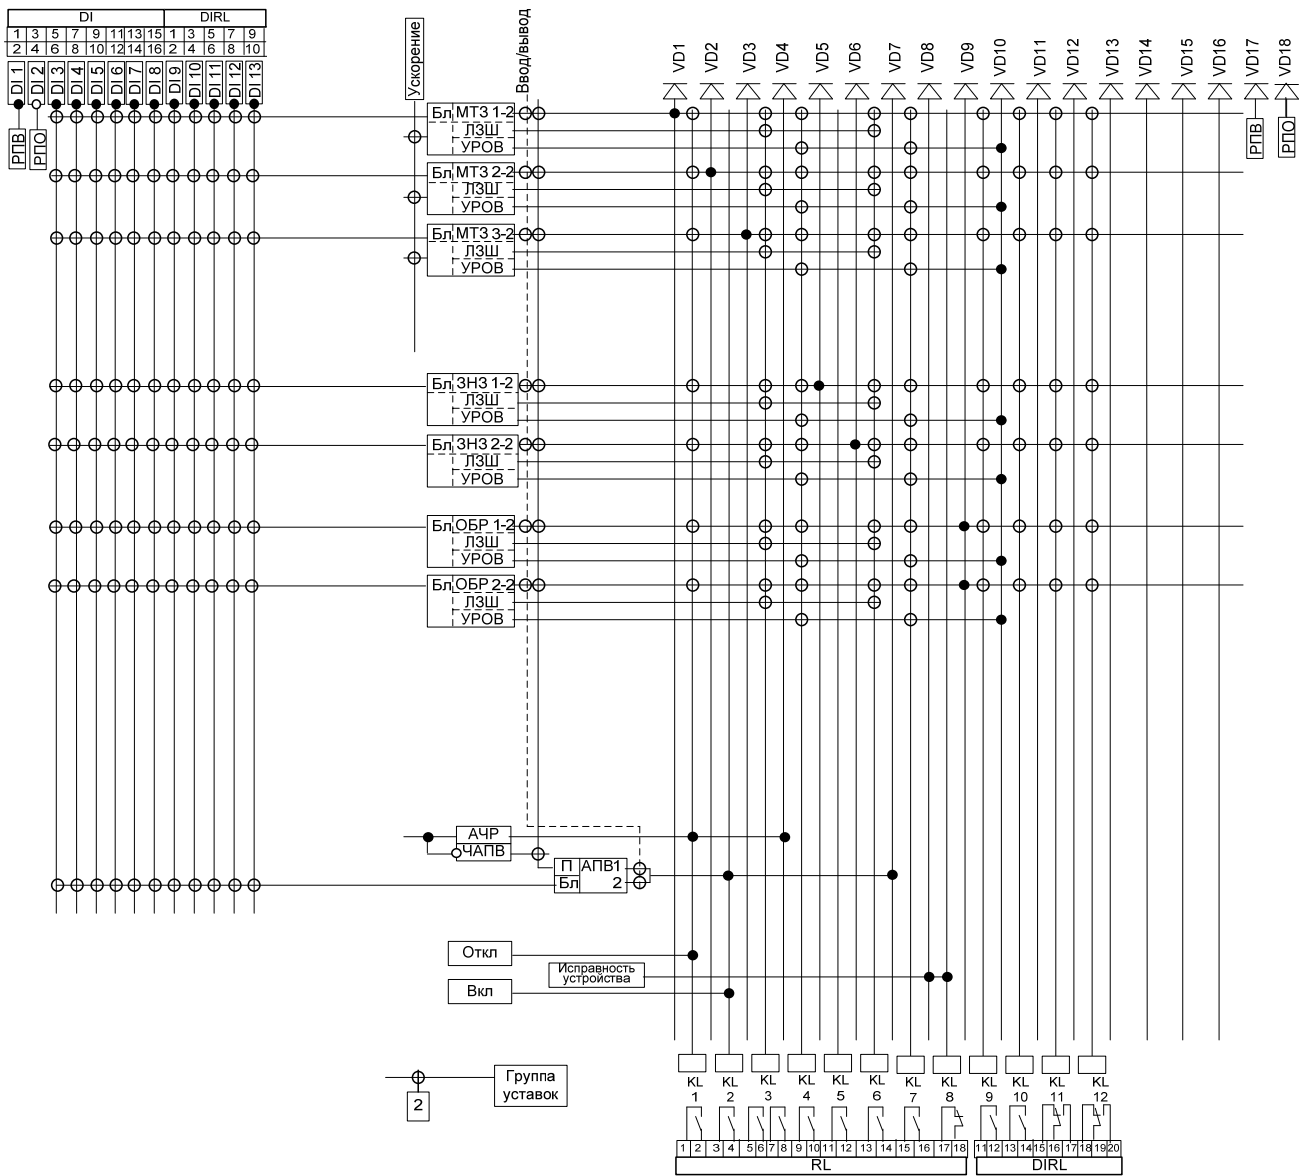 DI DIRL
1 3 5 7 9 11 13 15 1 3 5 7 9
2 4 6 8 10 12 14 16 2 4 6 8 10
DI 1 DI 2 DI 3 DI 4 DI 5 DI 6 DI 7 DI 8 DI 9 DI 10 DI 11 DI 12 DI 13
РПВ РПО
Ускорение
Ввод/вывод
VD1 VD2 VD3 VD4 VD5 VD6 VD7 VD8 VD9 VD10 VD11 VD12 VD13 VD14 VD15 VD16 VD17 VD18
РПВ РПО
Бл МТЗ 1-2
ЛЗШ
УРОВ
Бл МТЗ 2-2
ЛЗШ
УРОВ
Бл МТЗ 3-2
ЛЗШ
УРОВ
Бл ЗНЗ 1-2
ЛЗШ
УРОВ
Бл ЗНЗ 2-2
ЛЗШ
УРОВ
Бл ОБР 1-2
ЛЗШ
УРОВ
Бл ОБР 2-2
ЛЗШ
УРОВ
АЧР
ЧАПВ
П АПВ1
Бл 2
Откл
Исправность
устройства
Вкл
Группа
уставок
2
KL KL KL KL KL KL KL KL KL KL KL KL
1 2 3 4 5 6 7 8 9 10 11 12
1 2 3 4 5 6 7 8 9 10 11 12 13 14 15 16 17 18 11 12 13 14 15 16 17 18 19 20
RL DIRL